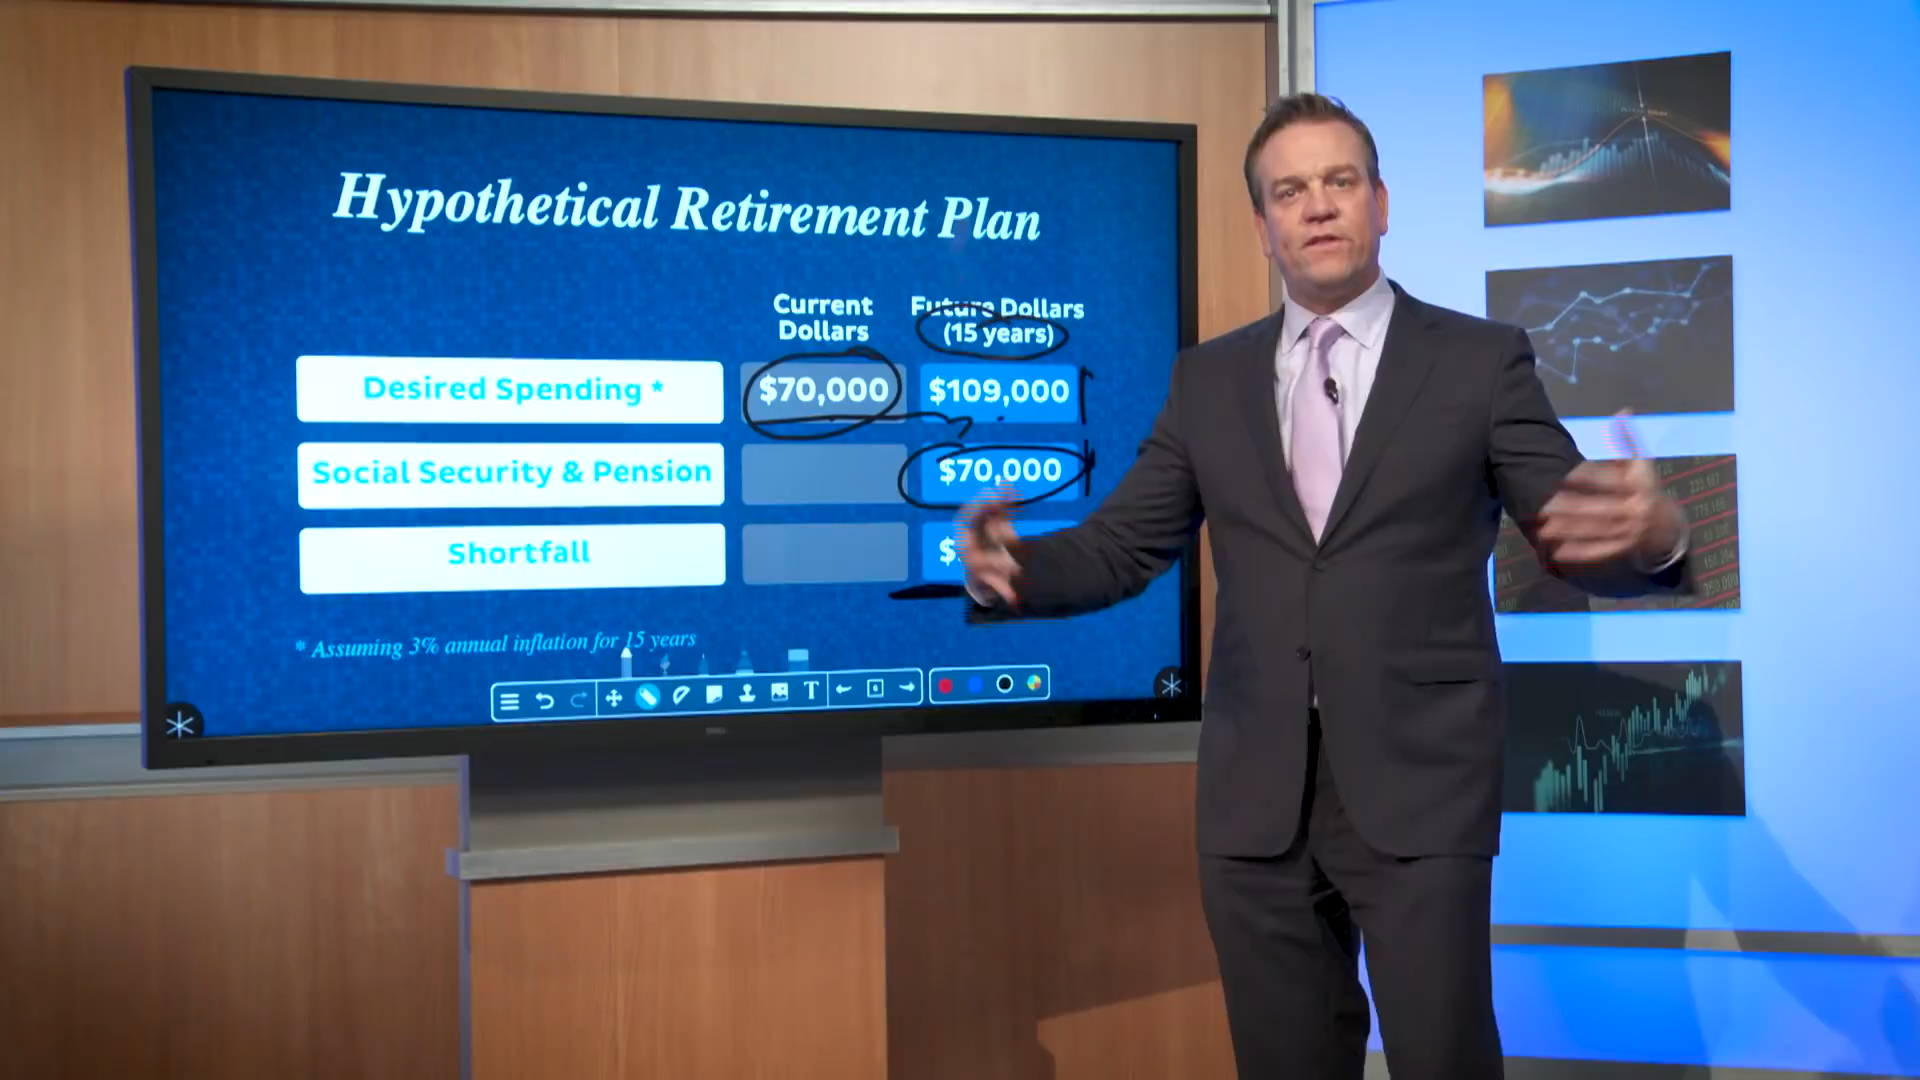 Hypothetical Retirement Plan
Current
Dollars
Future Dollars
(15 years)
Desired Spending *
$70,000
$109,000
Social Security & Pension
$70,000
Shortfall
* Assuming 3% annual inflation for 15 years
T